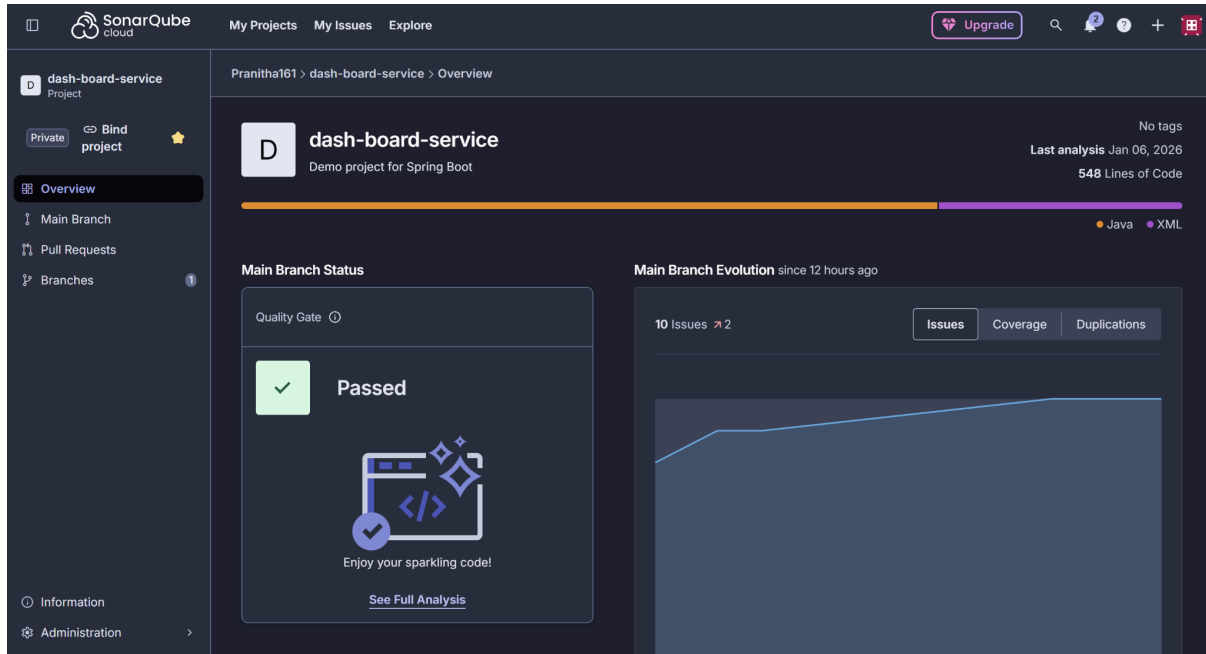 SonarQube
cloud
My Projects My Issues Explore
Upgrade
2
?
D
dash-board-service
Project
Private
Bind project
Overview
Main Branch
Pull Requests
Branches 1
Information
Administration
Pranitha161 > dash-board-service > Overview
D
dash-board-service
Demo project for Spring Boot
No tags
Last analysis Jan 06, 2026
548 Lines of Code
Java XML
Main Branch Status
Quality Gate
Passed
Enjoy your sparkling code!
See Full Analysis
Main Branch Evolution since 12 hours ago
10 Issues 2
Issues Coverage Duplications